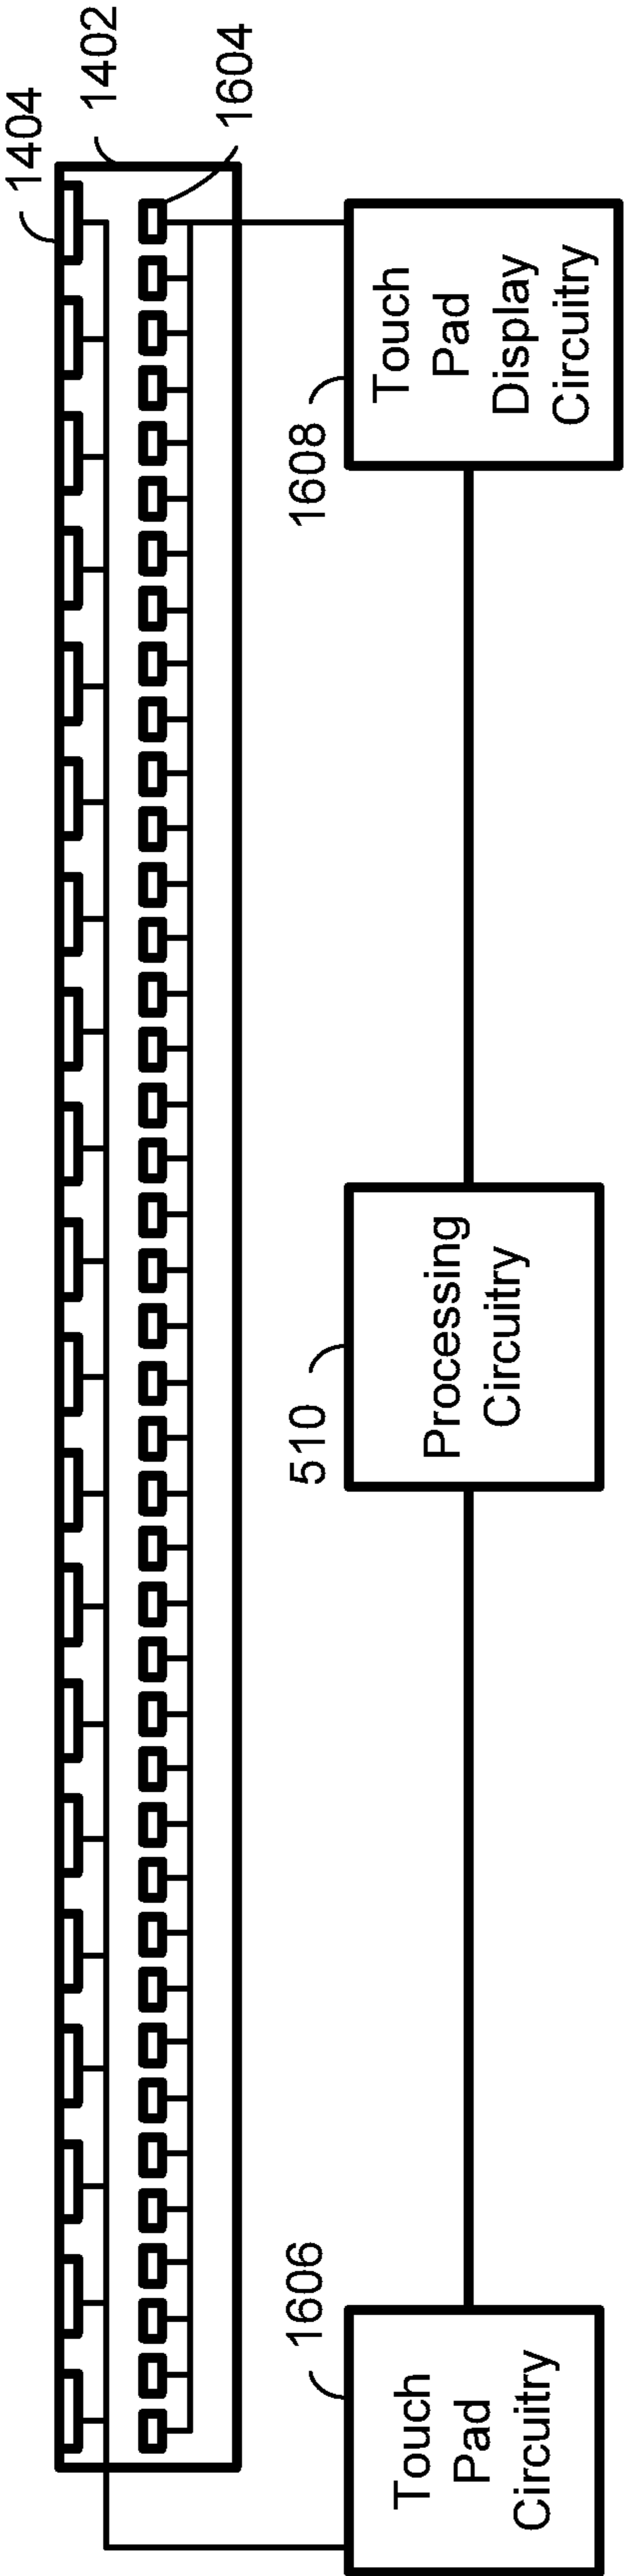 1404
1402
1604
1606
Touch
Pad
Circuitry
510
Processing
Circuitry
1608
Touch
Pad
Display
Circuitry